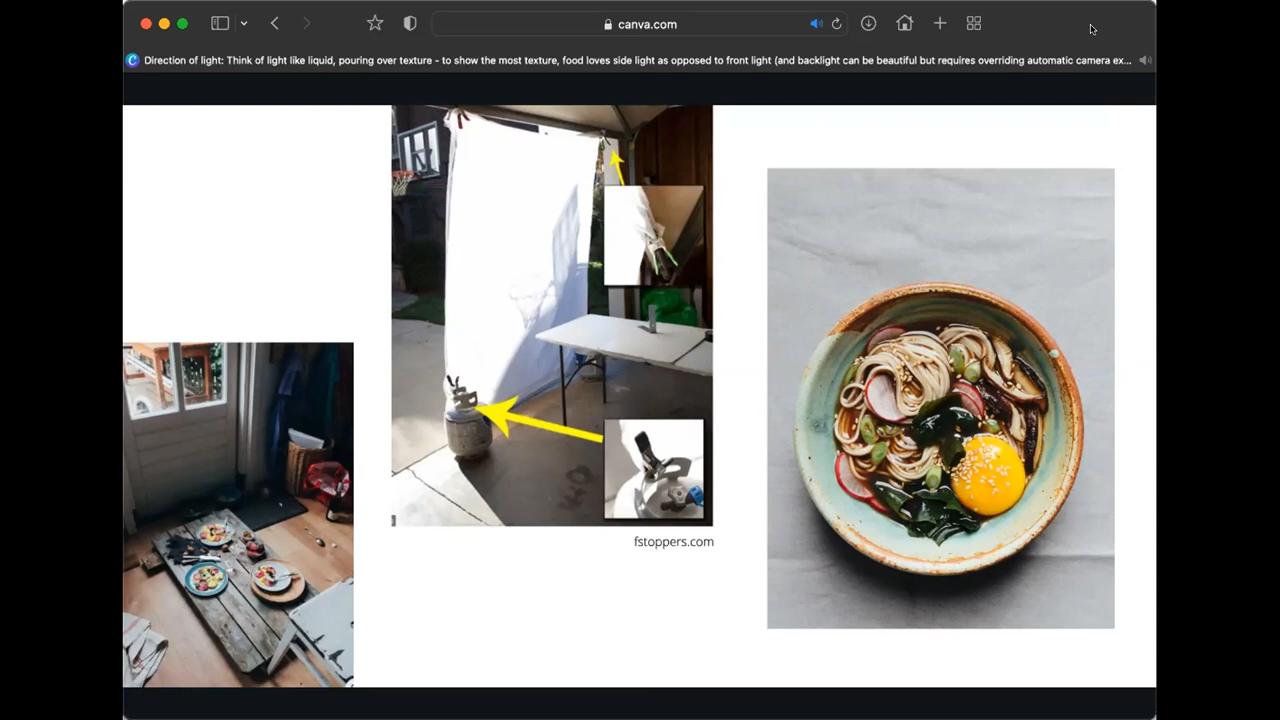 canva.com
Direction of light: Think of light like liquid, pouring over texture - to show the most texture, food loves side light as opposed to front light (and backlight can be beautiful but requires overriding automatic camera ex...
fstoppers.com